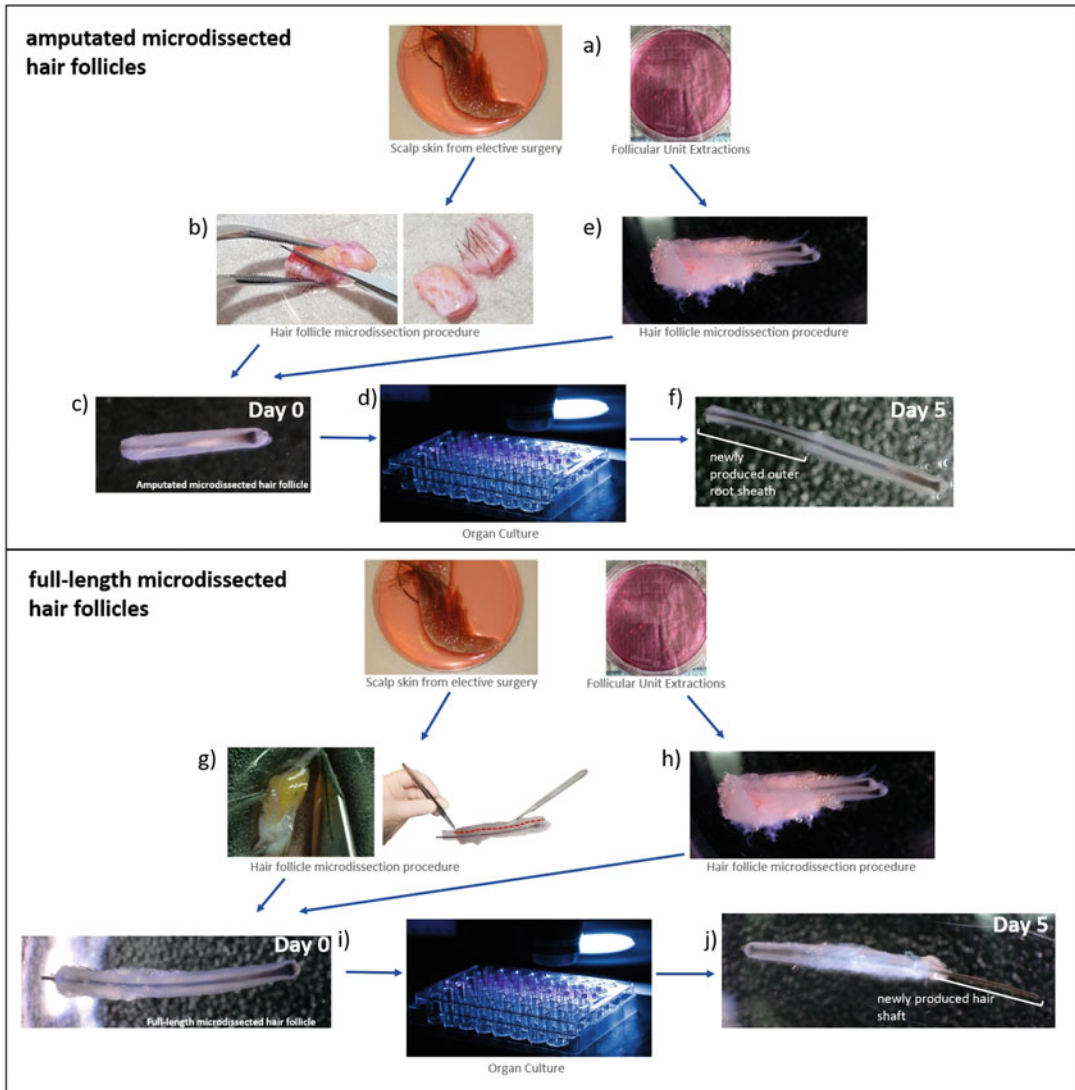 amputated microdissected
hair follicles
a)
Scalp skin from elective surgery
Follicular Unit Extractions
b)
e)
Hair follicle microdissection procedure
Hair follicle microdissection procedure
c)
Day 0
Amputated microdissected hair follicle
d)
Organ Culture
f)
Day 5
newly
produced outer
root sheath
full-length microdissected
hair follicles
Scalp skin from elective surgery
Follicular Unit Extractions
g)
h)
Hair follicle microdissection procedure
Hair follicle microdissection procedure
Day 0
Full-length microdissected hair follicle
i)
Organ Culture
j)
Day 5
newly produced hair
shaft